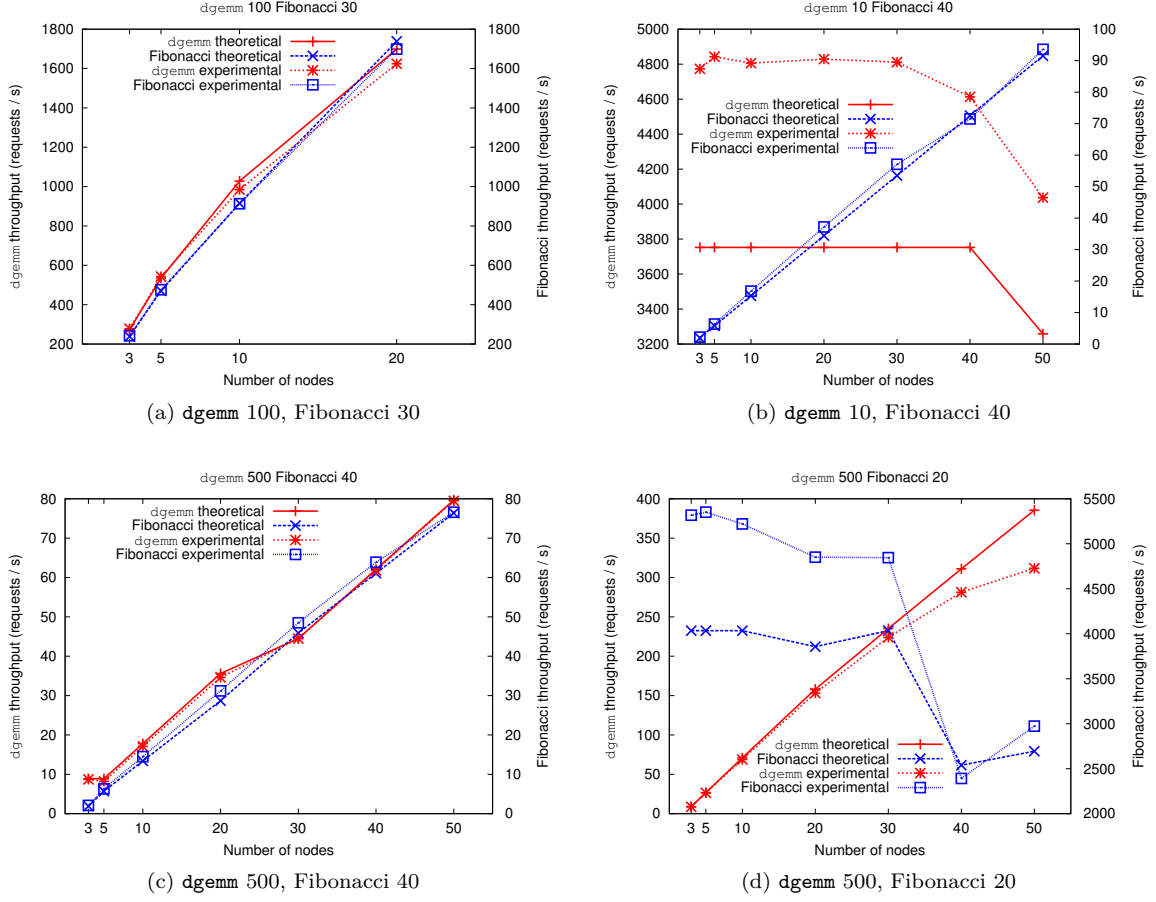 dgemm 100 Fibonacci 30
dgemm throughput (requests / s)
Fibonacci throughput (requests / s)
1800
1600
1400
1200
1000
800
600
400
200
1800
1600
1400
1200
1000
800
600
400
200
dgemm theoretical
Fibonacci theoretical
dgemm experimental
Fibonacci experimental
3 5 10 20
Number of nodes
(a) dgemm 100, Fibonacci 30
dgemm 10 Fibonacci 40
dgemm throughput (requests / s)
Fibonacci throughput (requests / s)
5000
4800
4600
4400
4200
4000
3800
3600
3400
3200
100
90
80
70
60
50
40
30
20
10
0
dgemm theoretical
Fibonacci theoretical
dgemm experimental
Fibonacci experimental
3 5 10 20 30 40 50
Number of nodes
(b) dgemm 10, Fibonacci 40
dgemm 500 Fibonacci 40
dgemm throughput (requests / s)
Fibonacci throughput (requests / s)
80
70
60
50
40
30
20
10
0
80
70
60
50
40
30
20
10
0
dgemm theoretical
Fibonacci theoretical
dgemm experimental
Fibonacci experimental
3 5 10 20 30 40 50
Number of nodes
(c) dgemm 500, Fibonacci 40
dgemm 500 Fibonacci 20
dgemm throughput (requests / s)
Fibonacci throughput (requests / s)
400
350
300
250
200
150
100
50
0
5500
5000
4500
4000
3500
3000
2500
2000
dgemm theoretical
Fibonacci theoretical
dgemm experimental
Fibonacci experimental
3 5 10 20 30 40 50
Number of nodes
(d) dgemm 500, Fibonacci 20